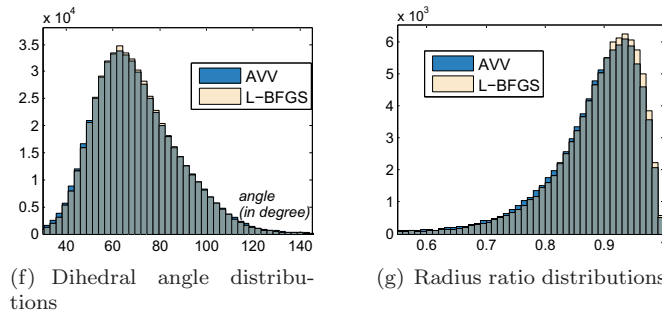 x 10⁴
3.5
3
2.5
2
1.5
1
0.5
0
AVV
L−BFGS
angle
(in degree)
40 60 80 100 120 140
(f) Dihedral angle distribu-
tions
x 10³
6
5
4
3
2
1
0
AVV
L−BFGS
0.6 0.7 0.8 0.9 1
(g) Radius ratio distributions